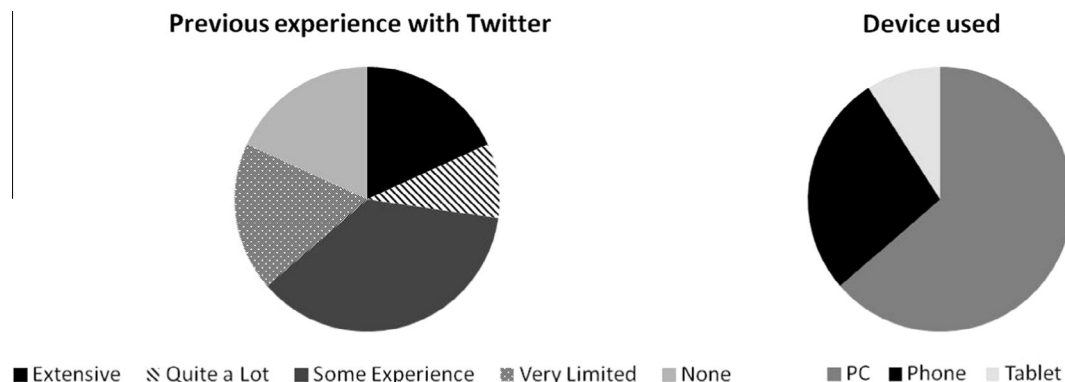 Previous experience with Twitter
Device used
Extensive Quite a Lot Some Experience Very Limited None
PC Phone Tablet